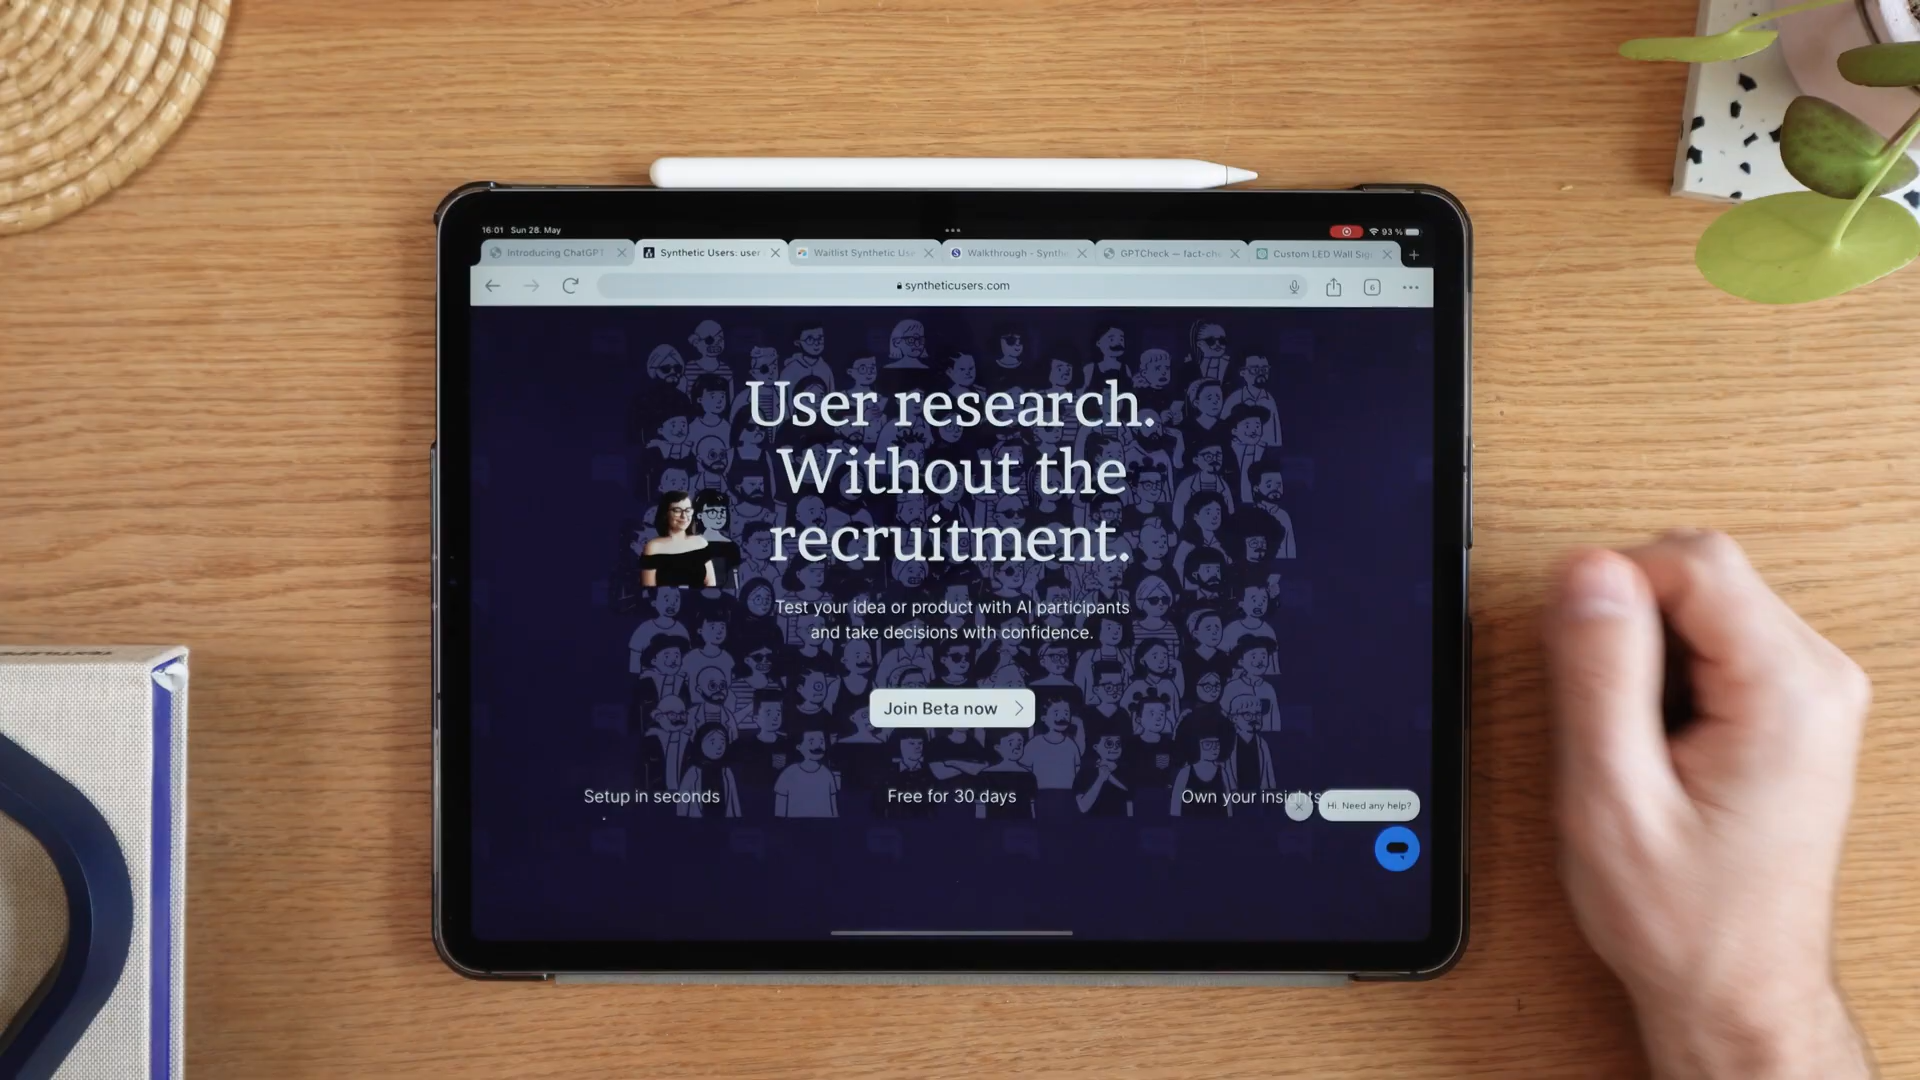 16:01 Sun 28. May
93 %
Introducing ChatGPT
Synthetic Users: user
Waitlist Synthetic Use
Walkthrough - Synthe
GPTCheck — fact-che
Custom LED Wall Sig
syntheticusers.com
6
User research.
Without the
recruitment.
Test your idea or product with AI participants
and take decisions with confidence.
Join Beta now
Setup in seconds
Free for 30 days
Own your insights
Hi. Need any help?